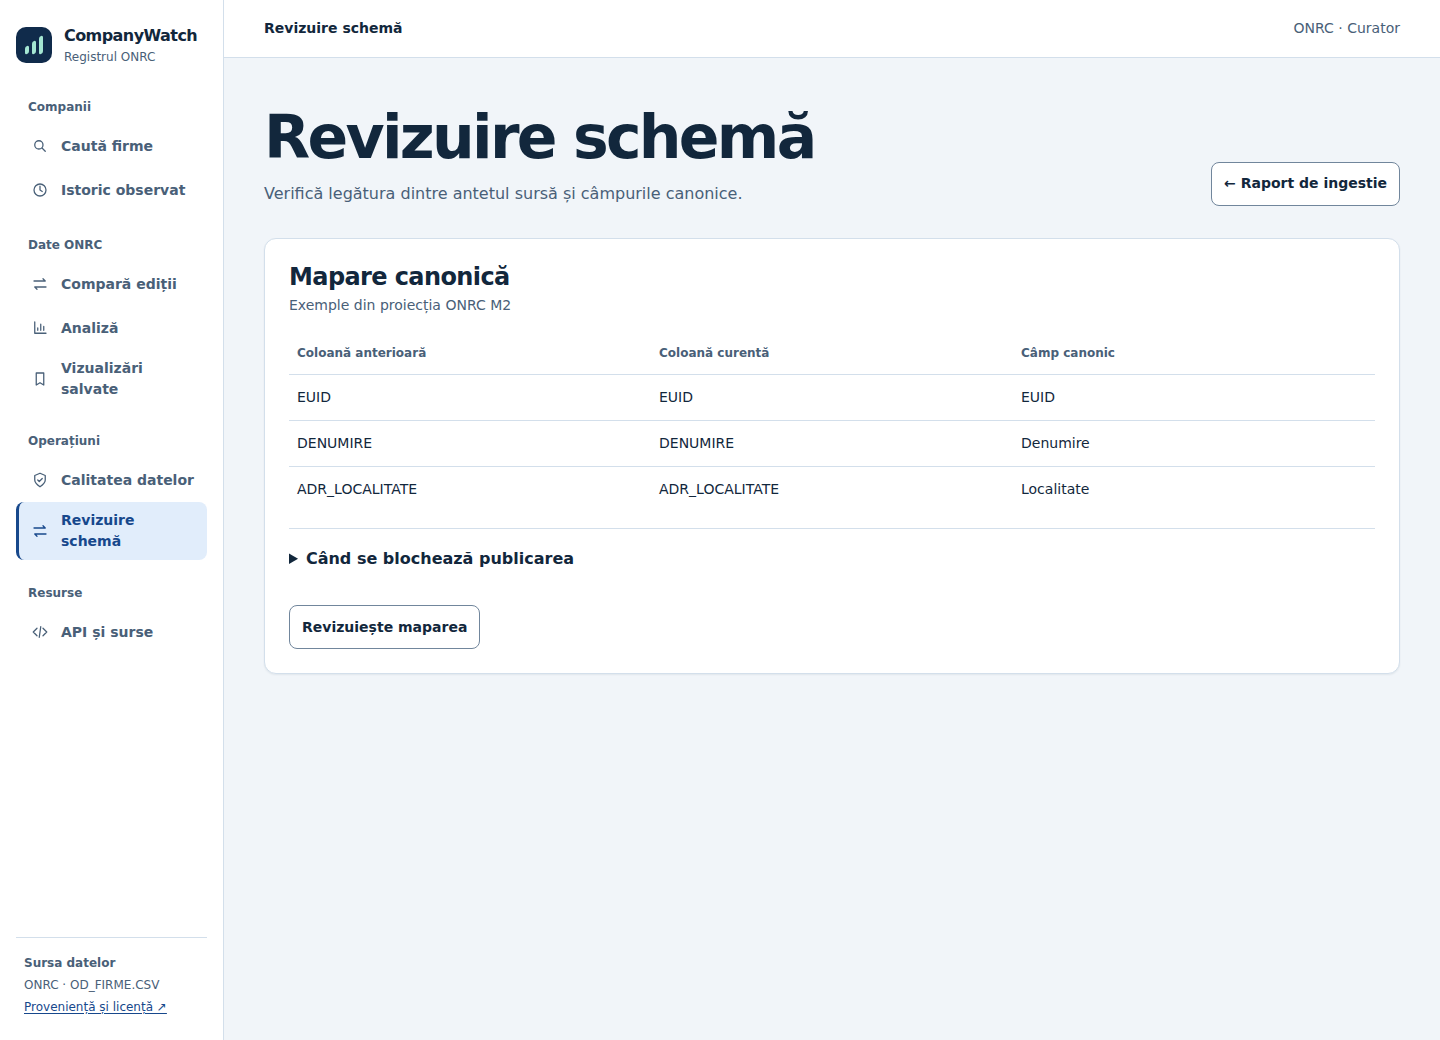 CompanyWatch
Registrul ONRC
Companii
Caută firme
Istoric observat
Date ONRC
Compară ediții
Analiză
Vizualizări
salvate
Operațiuni
Calitatea datelor
Revizuire
schemă
Resurse
API și surse
Sursa datelor
ONRC · OD_FIRME.CSV
Proveniență și licență ↗
Revizuire schemă
ONRC · Curator
Revizuire schemă
Verifică legătura dintre antetul sursă și câmpurile canonice.
← Raport de ingestie
Mapare canonică
Exemple din proiecția ONRC M2
Coloană anterioară Coloană curentă Câmp canonic
EUID EUID EUID
DENUMIRE DENUMIRE Denumire
ADR_LOCALITATE ADR_LOCALITATE Localitate
▶ Când se blochează publicarea
Revizuiește maparea